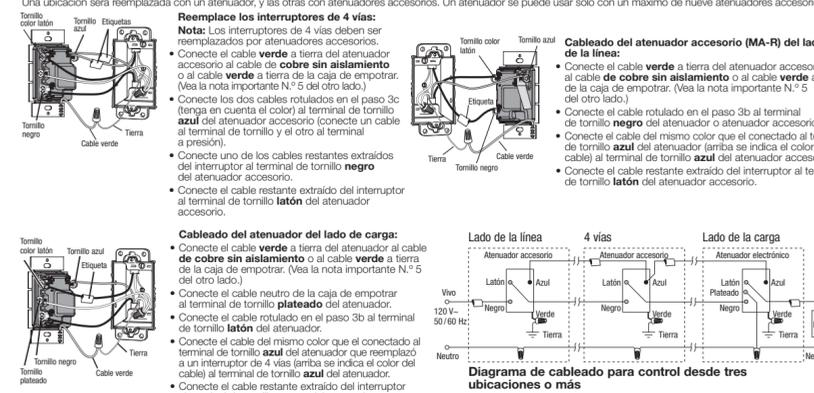 Una ubicación será reemplazada con un atenuador, y las otras con atenuadores accesorios. Un atenuador se puede usar solo con un máximo de nueve atenuadores
Tornillo color latón
Tornillo azul
Etiquetas
Tornillo negro
Cable verde
Tierra
Reemplace los interruptores de 4 vías:
Nota: Los interruptores de 4 vías deben ser
reemplazados por atenuadores accesorios.
• Conecte el cable verde a tierra del atenuador
accesorio al cable de cobre sin aislamiento
o al cable verde a tierra de la caja de empotrar.
(Vea la nota importante N.º 5 del otro lado.)
• Conecte los dos cables rotulados en el paso 3c
(tenga en cuenta el color) al terminal de tornillo
azul del atenuador accesorio (conecte un cable
al terminal de tornillo y el otro al terminal
a presión).
• Conecte uno de los cables restantes extraídos
del interruptor al terminal de tornillo negro
del atenuador accesorio.
• Conecte el cable restante extraído del interruptor
al terminal de tornillo latón del atenuador
accesorio.
Tornillo color
latón
Tornillo azul
Etiqueta
Tierra
Cable verde
Tornillo negro
Cableado del atenuador accesorio (MA-R) del
de la línea:
• Conecte el cable verde a tierra del atenuador
al cable de cobre sin aislamiento o al cable verde a
de la caja de empotrar. (Vea la nota importante N.º 5
del otro lado.)
• Conecte el cable rotulado en el paso 3b al terminal
de tornillo negro del atenuador o atenuador
• Conecte el cable del mismo color que el conectado al
de tornillo azul del atenuador (arriba se indica el color
cable) al terminal de tornillo azul del atenuador
• Conecte el cable restante extraído del interruptor al
de tornillo latón del atenuador accesorio.
Tornillo
color latón
Tornillo azul
Etiqueta
Tornillo negro
Tornillo
plateado
Cable verde
Tierra
Cableado del atenuador del lado de carga:
• Conecte el cable verde a tierra del atenuador al cable
de cobre sin aislamiento o al cable verde a tierra
de la caja de empotrar. (Vea la nota importante N.º 5
del otro lado.)
• Conecte el cable neutro de la caja de empotrar
al terminal de tornillo plateado del atenuador.
• Conecte el cable rotulado en el paso 3b al terminal
de tornillo latón del atenuador.
• Conecte el cable del mismo color que el conectado al
terminal de tornillo azul del atenuador que reemplazó
a un interruptor de 4 vías (arriba se indica el color del
cable) al terminal de tornillo azul del atenuador.
• Conecte el cable restante extraído del interruptor
Lado de la línea
4 vías
Lado de la carga
Atenuador accesorio
Atenuador accesorio
Atenuador electrónico
Latón
Azul
Negro
Verde
Tierra
Latón
Azul
Negro
Verde
Tierra
Latón
Plateado
Azul
Negro
Verde
Tierra
Vivo
120 V~
50 / 60 Hz
Neutro
Diagrama de cableado para control desde tres
ubicaciones o más